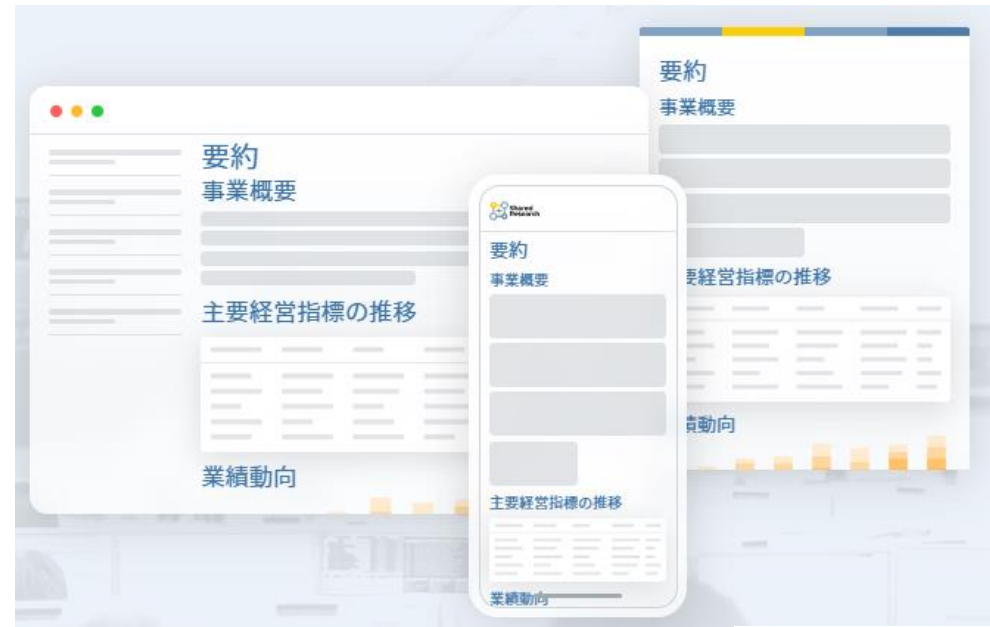 要約
事業概要
主要経営指標の推移
業績動向
Shared
Research
要約
事業概要
主要経営指標の推移
業績動向
要約
事業概要
要経営指標の推移
績動向